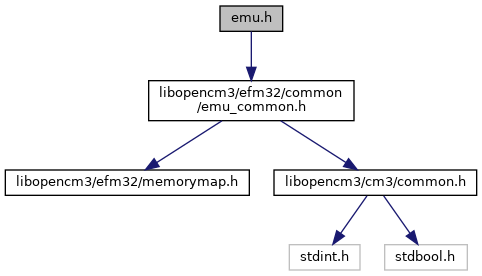 emu.h
libopencm3/efm32/common
/emu_common.h
libopencm3/efm32/memorymap.h
libopencm3/cm3/common.h
stdint.h
stdbool.h